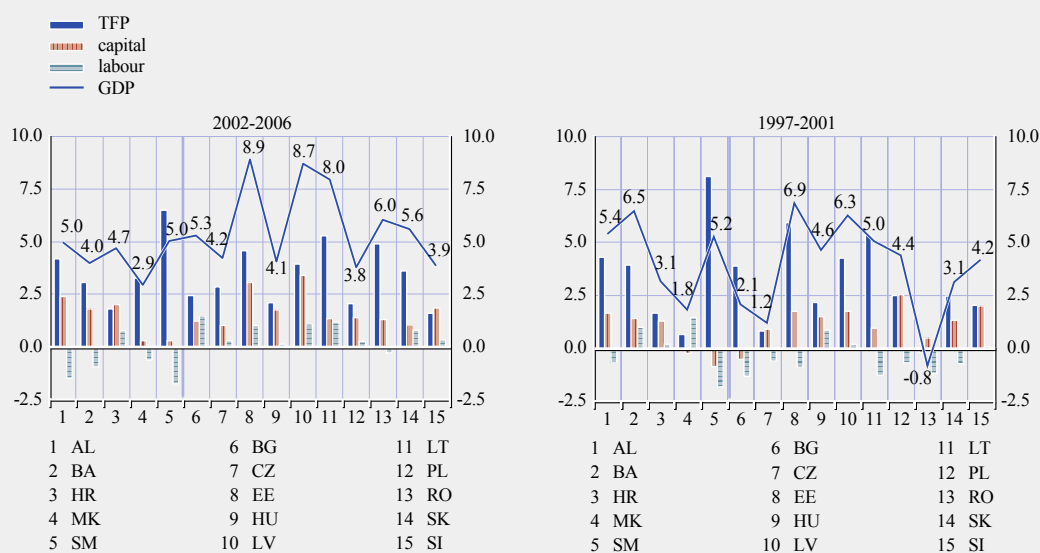 TFP
capital
labour
GDP
2002-2006
10.0 10.0
8.9
8.7
8.0
7.5 7.5
6.0
5.6
5.0 4.0 4.7 2.9 5.0 5.3 4.2 4.1 3.8 3.9
5.0 5.0
2.5 2.5
0.0 0.0
-2.5 -2.5
1 2 3 4 5 6 7 8 9 10 11 12 13 14 15
1 AL 6 BG 11 LT
2 BA 7 CZ 12 PL
3 HR 8 EE 13 RO
4 MK 9 HU 14 SK
5 SM 10 LV 15 SI
1997-2001
10.0 10.0
7.5 7.5
5.4 6.5 3.1 1.8 5.2 2.1 1.2 6.9 4.6 6.3 5.0 4.4 -0.8 3.1 4.2
5.0 5.0
2.5 2.5
0.0 0.0
-2.5 -2.5
1 2 3 4 5 6 7 8 9 10 11 12 13 14 15
1 AL 6 BG 11 LT
2 BA 7 CZ 12 PL
3 HR 8 EE 13 RO
4 MK 9 HU 14 SK
5 SM 10 LV 15 SI